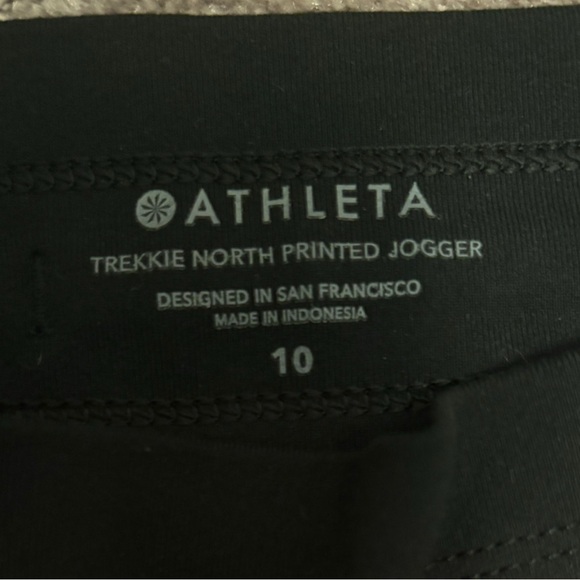 ATHLETA
TREKKIE NORTH PRINTED JOGGER
DESIGNED IN SAN FRANCISCO
MADE IN INDONESIA
10